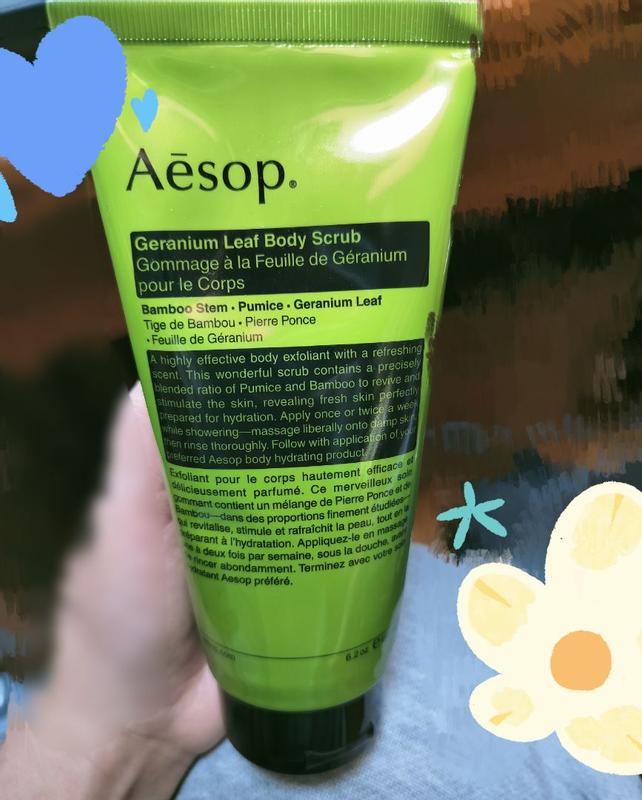 Aēsop®
Geranium Leaf Body Scrub
Gommage à la Feuille de Géranium
pour le Corps
Bamboo Stem • Pumice • Geranium Leaf
Tige de Bambou • Pierre Ponce
• Feuille de Géranium
A highly effective body exfoliant with a refreshing
scent. This wonderful scrub contains a precisely
blended ratio of Pumice and Bamboo to revive and
stimulate the skin, revealing fresh skin perfectly
prepared for hydration. Apply once or twice a week
while showering—massage liberally onto damp skin,
then rinse thoroughly. Follow with application of your
preferred Aesop body hydrating product.
Exfoliant pour le corps hautement efficace et
délicieusement parfumé. Ce merveilleux
gommant contient un mélange de Pierre Ponce et de
Bambou—dans des proportions finement étudiées—
qui revitalise, stimule et rafraîchit la peau, tout en la
préparant à l'hydratation. Appliquez-le en massage
à deux fois par semaine, sous la douche,
rincer abondamment. Terminez avec votre
Aesop préféré.
6.2 oz